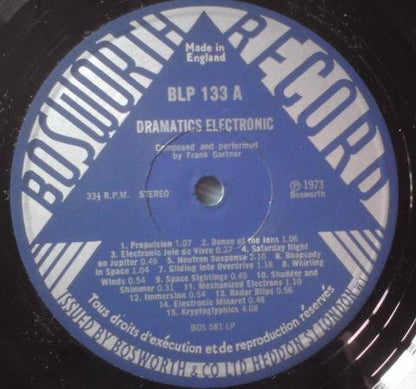 BOSWORTH RECORD
Made in
England
BLP 133 A
DRAMATICS ELECTRONIC
Composed and performed
by Frank Gartner
33⅓ R.P.M. STEREO
Ⓟ 1973
Bosworth
1. Propulsion 1.07 2. Dance of the Ions 1.06
3. Electronic Joie de Vivre 0.37 4. Saturday Night
on Jupiter 0.49 5. Neutron Suspense 2.10 6. Rhapsody
in Space 1.04 7. Gliding into Overdrive 1.16 8. Whirling
Winds 0.54 9. Space Sightings 0.49 10. Shudder and
Shimmer 0.31 11. Mechanized Electrons 1.10
12. Immersion 0.54 13. Radar Blips 0.56
14. Electronic Minaret 0.48
15. Kryptoglyphics 4.08
BOS 581 LP
Tous droits d'exécution et de reproduction réservés
ISSUED BY BOSWORTH & CO LTD HEDDON ST LONDON